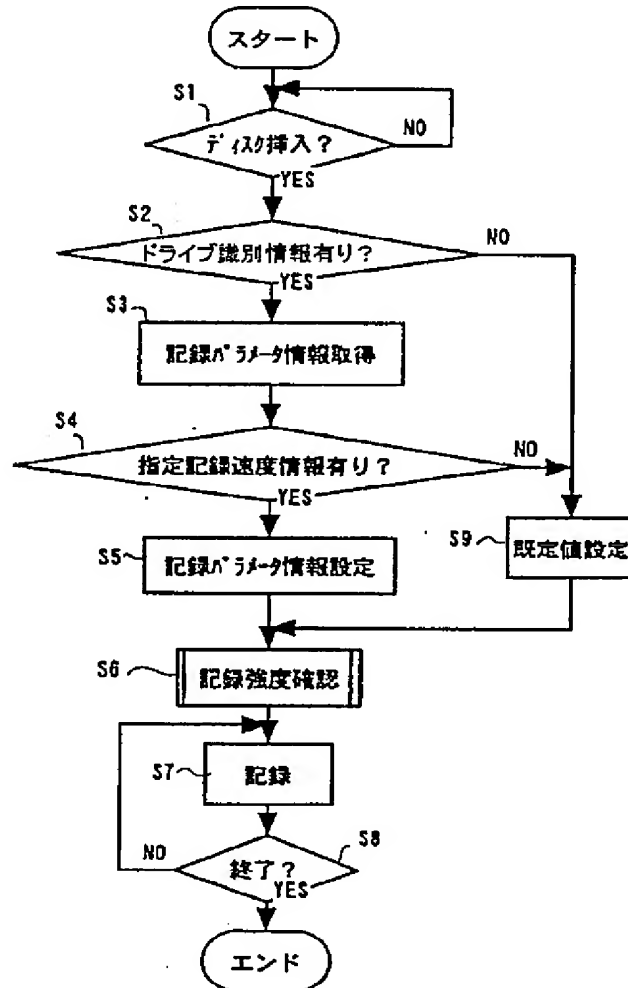 スタート
S1
ディスク挿入?
NO
YES
S2
ドライブ識別情報有り?
NO
YES
S3
記録パラメータ情報取得
S4
指定記録速度情報有り?
NO
YES
S5
記録パラメータ情報設定
S9
既定値設定
S6
記録強度確認
S7
記録
S8
終了?
NO
YES
エンド